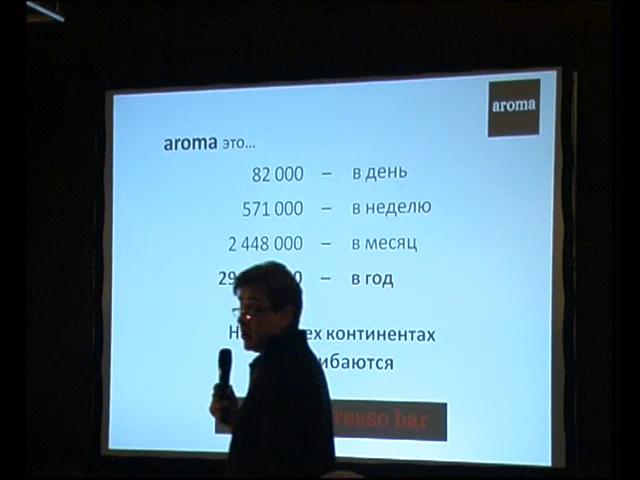 aroma
aroma это...
82 000 – в день
571 000 – в неделю
2 448 000 – в месяц
– в год
континентах
bar